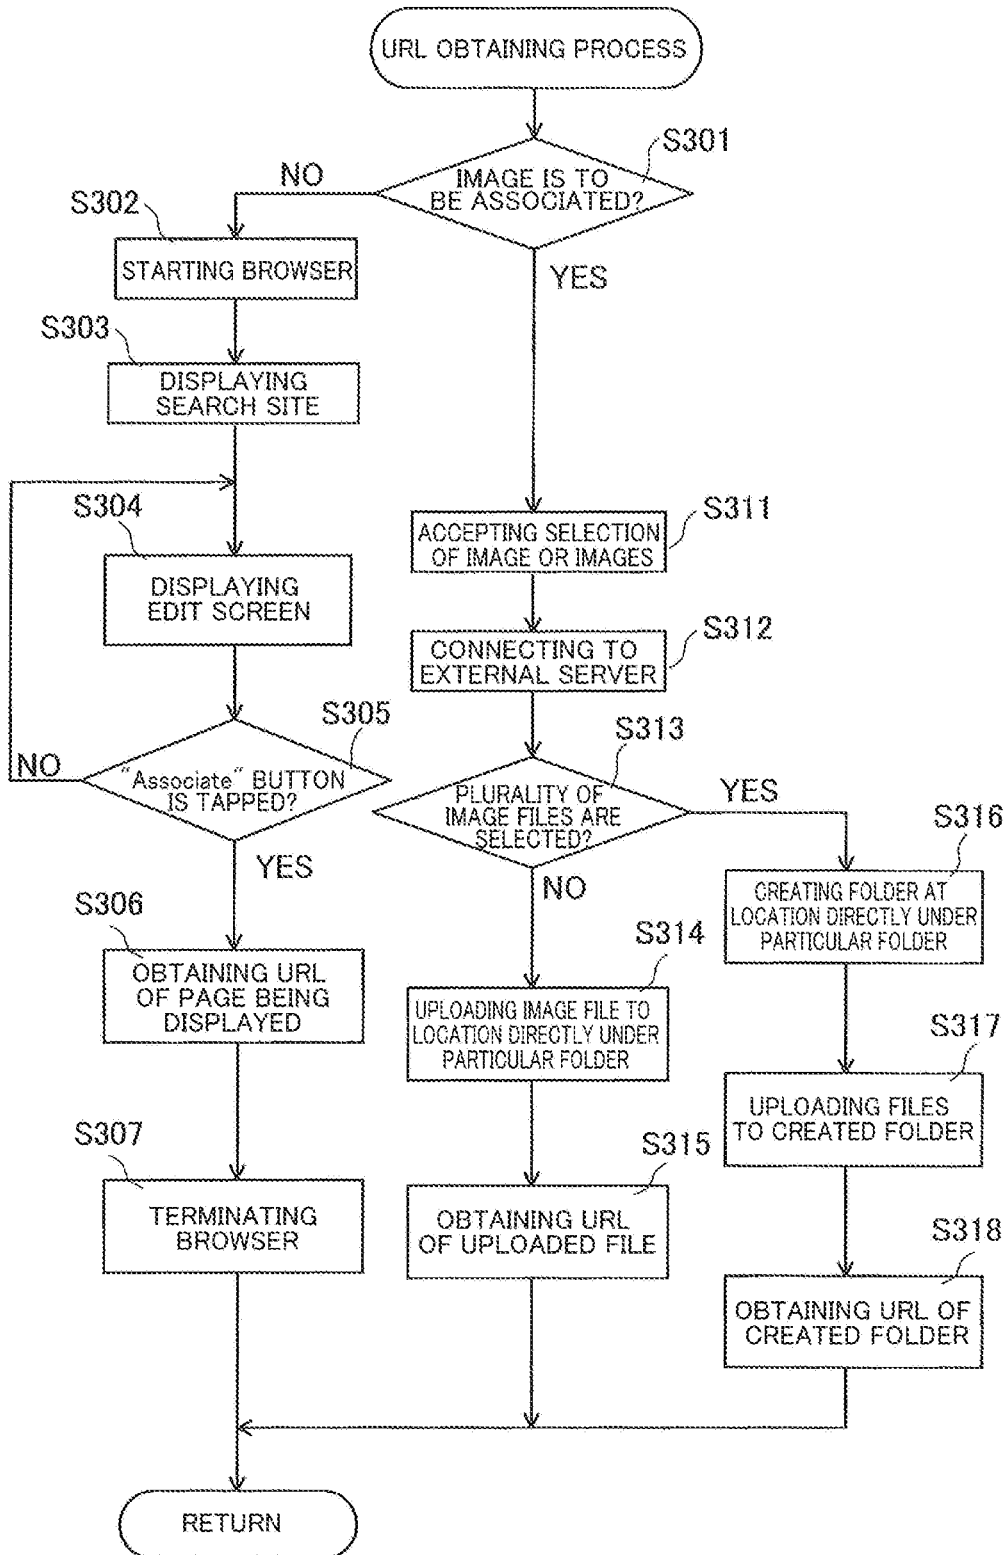 URL OBTAINING PROCESS
S301
IMAGE IS TO
BE ASSOCIATED?
NO
YES
S302
STARTING BROWSER
S303
DISPLAYING
SEARCH SITE
S304
DISPLAYING
EDIT SCREEN
S305
"Associate" BUTTON
IS TAPPED?
NO
YES
S306
OBTAINING URL
OF PAGE BEING
DISPLAYED
S307
TERMINATING
BROWSER
S311
ACCEPTING SELECTION
OF IMAGE OR IMAGES
S312
CONNECTING TO
EXTERNAL SERVER
S313
PLURALITY OF
IMAGE FILES ARE
SELECTED?
YES
NO
S314
UPLOADING IMAGE FILE TO
LOCATION DIRECTLY UNDER
PARTICULAR FOLDER
S315
OBTAINING URL
OF UPLOADED FILE
S316
CREATING FOLDER AT
LOCATION DIRECTLY UNDER
PARTICULAR FOLDER
S317
UPLOADING FILES
TO CREATED FOLDER
S318
OBTAINING URL OF
CREATED FOLDER
RETURN